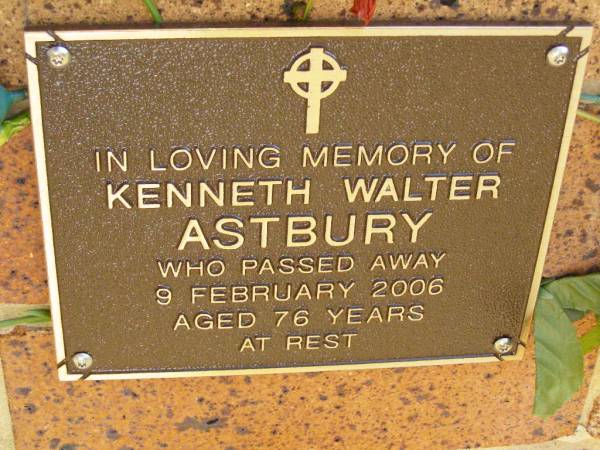 IN LOVING MEMORY OF
KENNETH WALTER
ASTBURY
WHO PASSED AWAY
9 FEBRUARY 2006
AGED 76 YEARS
AT REST